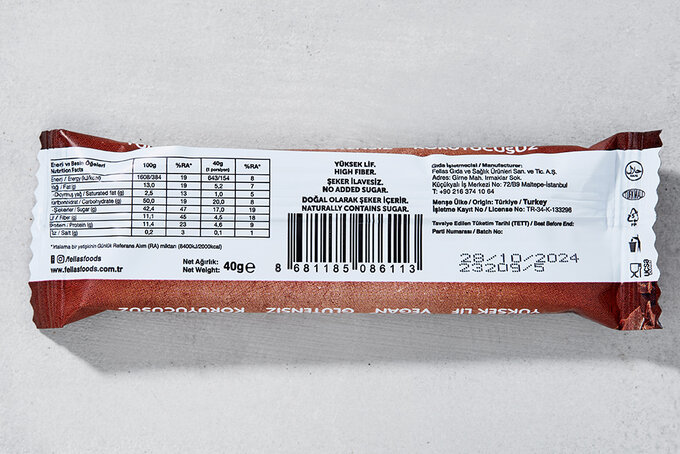 Enerji ve Besin Öğeleri
Nutrition Facts
100g %RA* 40g %RA*
(1 porsiyon)
Enerji / Energy (kJ/kcal) 1608/384 19 643/154 8
Yağ / Fat (g) 13,0 19 5,2 7
Doymuş yağ / Saturated fat (g) 2,5 13 1,0 5
Karbonhidrat / Carbohydrate (g) 50,0 19 20,0 8
Şekerler / Sugar (g) 42,4 47 17,0 19
Lif / Fiber (g) 11,1 45 4,5 18
Protein / Protein (g) 11,4 23 4,6 9
Tuz / Salt (g) 0,2 3 0,1 1
*Ortalama bir yetişkinin Günlük Referans Alım (RA) miktarı (8400kJ/2000kcal)
/fellasfoods
www.fellasfoods.com.tr
Net Ağırlık:
Net Weight: 40g e
YÜKSEK LİF.
HIGH FIBER.
ŞEKER İLAVESİZ.
NO ADDED SUGAR.
DOĞAL OLARAK ŞEKER İÇERİR.
NATURALLY CONTAINS SUGAR.
8 681185 086113
Gıda İşletmecisi / Manufacturer:
Fellas Gıda ve Sağlık Ürünleri San. ve Tic. A.Ş.
Adres: Girne Mah. Irmaklar Sok.
Küçükyalı İş Merkezi No: 72/B9 Maltepe-İstanbul
T: +90 216 374 10 64
Menşe Ülke / Origin: Türkiye / Turkey
İşletme Kayıt No / License No: TR-34-K-133296
Tavsiye Edilen Tüketim Tarihi (TETT) / Best Before End:
Parti Numarası / Batch No:
28/10/2024
23209/5
YÜKSEK LİF VEGAN GLUTENSİZ KORUYUCUSUZ